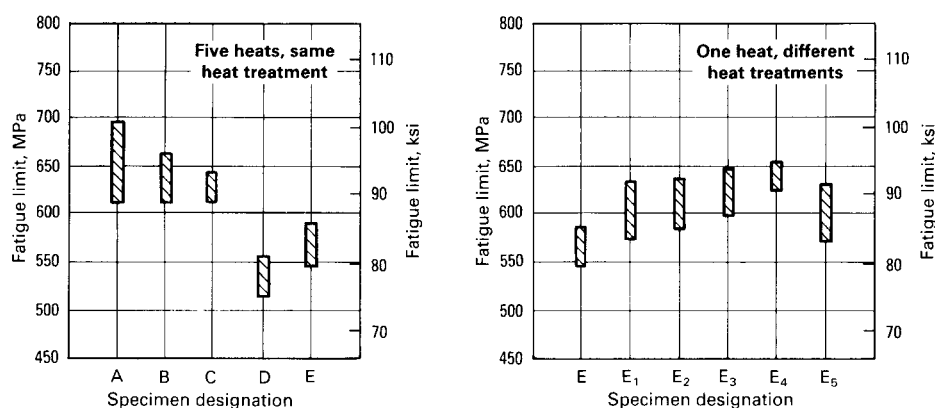 800
750
700
650
600
550
500
450
Fatigue limit, MPa
Five heats, same
heat treatment
110
100
90
80
70
Fatigue limit, ksi
A B C D E
Specimen designation
800
750
700
650
600
550
500
450
Fatigue limit, MPa
One heat, different
heat treatments
110
100
90
80
70
Fatigue limit, ksi
E E₁ E₂ E₃ E₄ E₅
Specimen designation